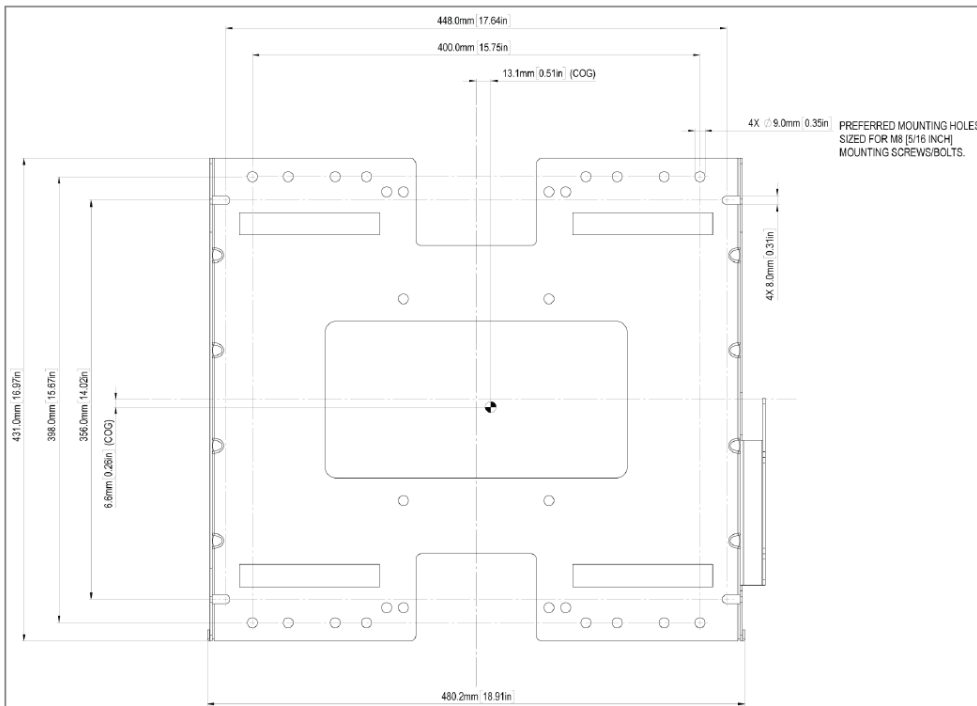 448.0mm [17.64in]
400.0mm [15.75in]
13.1mm [0.51in] (COG)
4X ∅9.0mm [0.35in]
PREFERRED MOUNTING HOLES
SIZED FOR M8 [5/16 INCH]
MOUNTING SCREWS/BOLTS.
4X 8.0mm [0.31in]
431.0mm [16.97in]
398.0mm [15.67in]
356.0mm [14.02in]
6.6mm [0.26in] (COG)
480.2mm [18.91in]